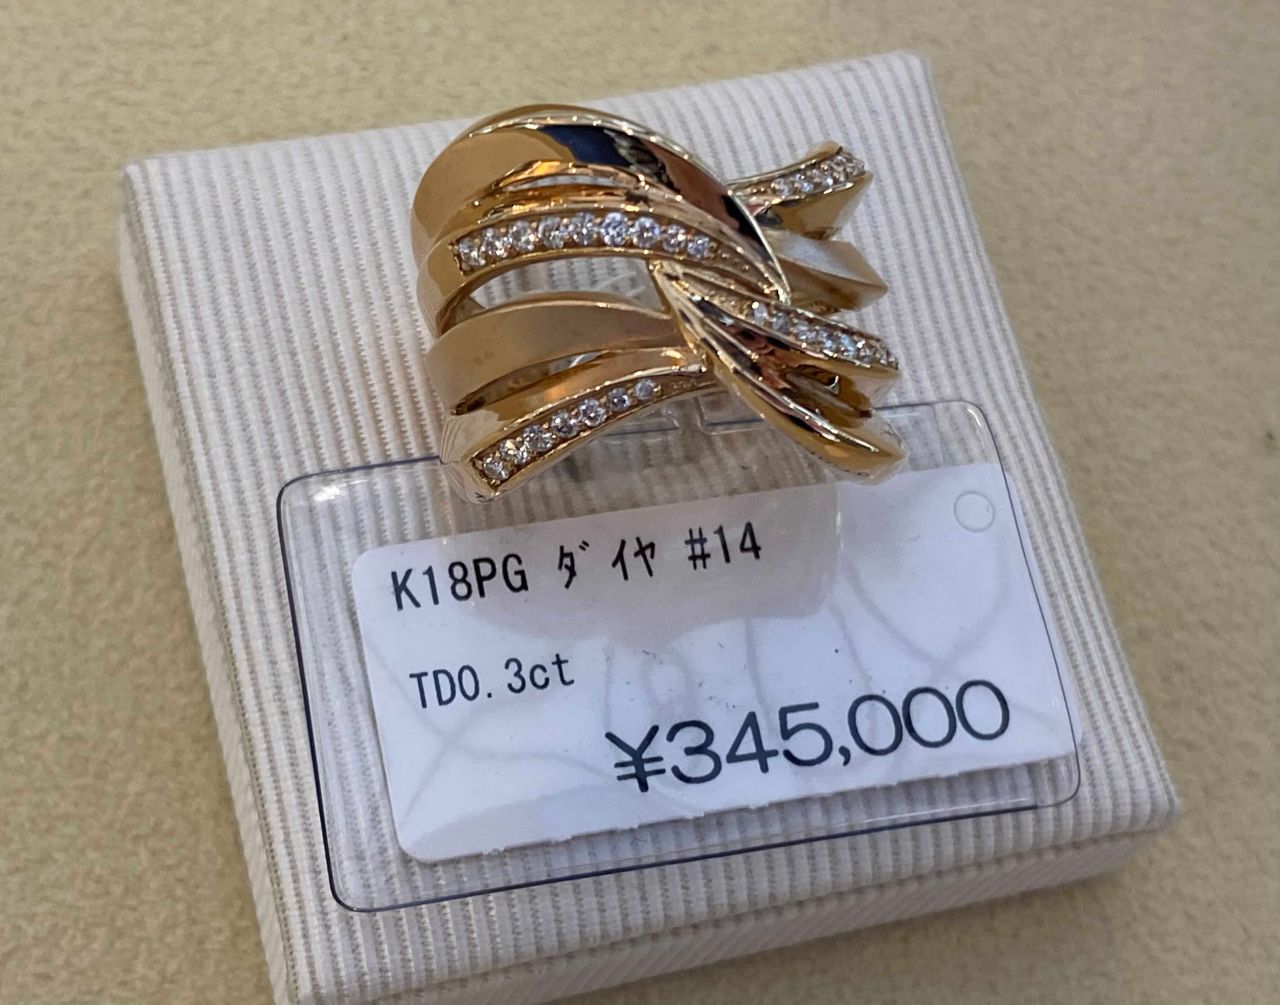 K18PG ﾀﾞｲﾔ #14
TD0.3ct
¥345,000